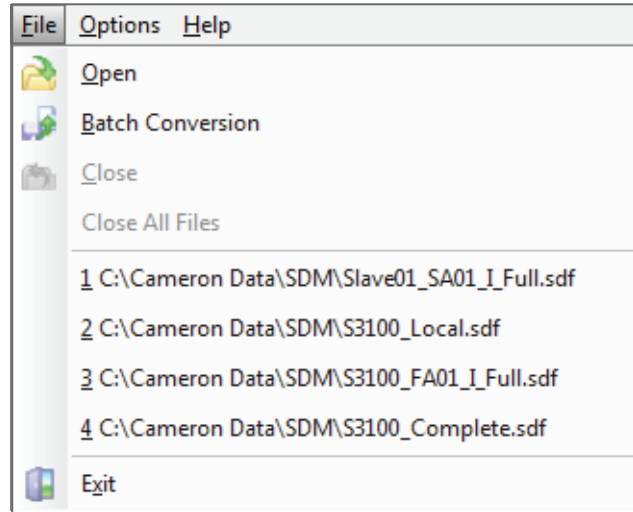 File Options Help
Open
Batch Conversion
Close
Close All Files
1 C:\Cameron Data\SDM\Slave01_SA01_I_Full.sdf
2 C:\Cameron Data\SDM\S3100_Local.sdf
3 C:\Cameron Data\SDM\S3100_FA01_I_Full.sdf
4 C:\Cameron Data\SDM\S3100_Complete.sdf
Exit